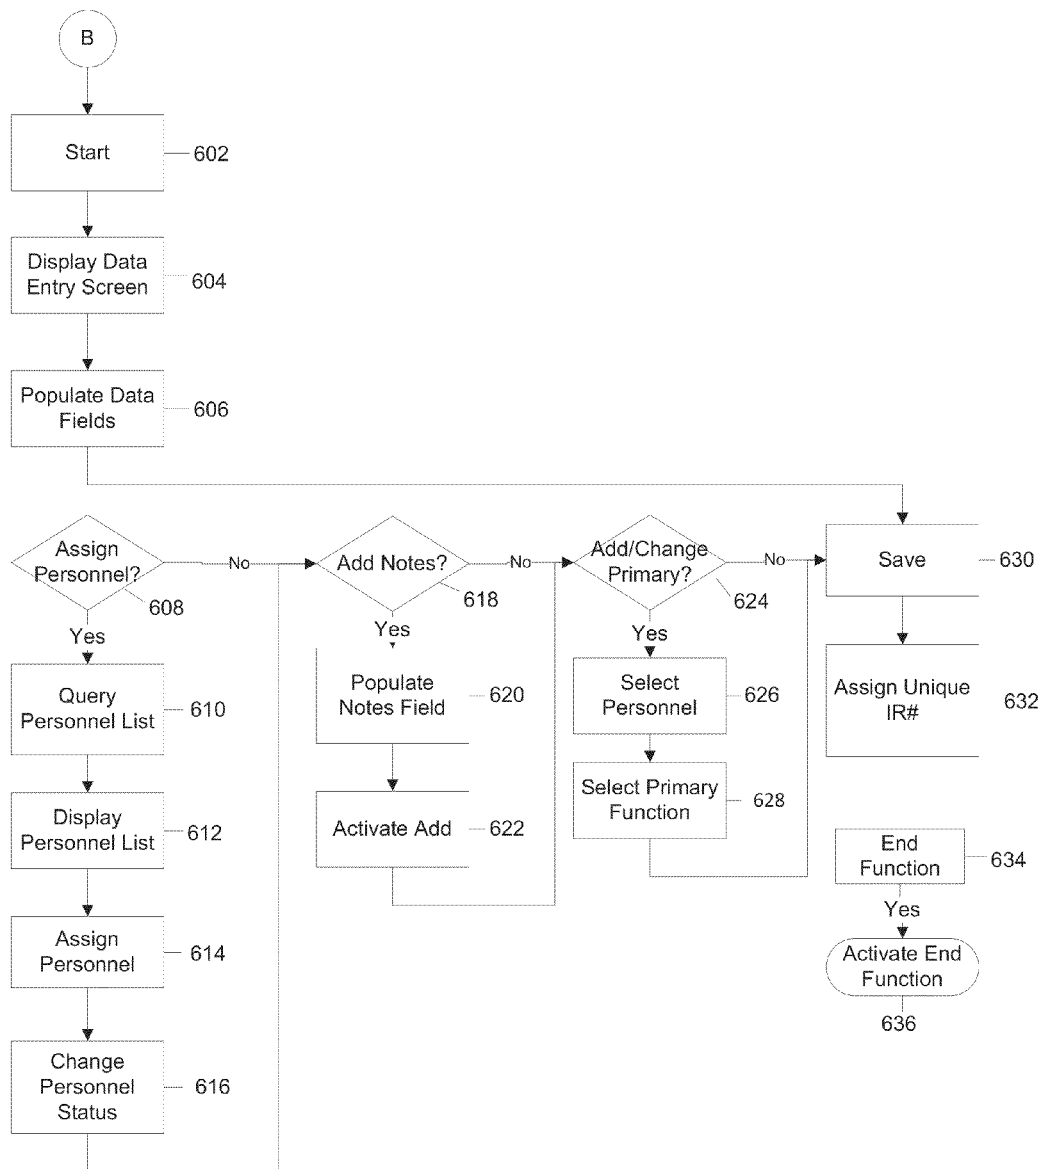 B
Start
602
Display Data
Entry Screen
604
Populate Data
Fields
606
Assign
Personnel?
608
No
Yes
Query
Personnel List
610
Display
Personnel List
612
Assign
Personnel
614
Change
Personnel
Status
616
Add Notes?
618
No
Yes
Populate
Notes Field
620
Activate Add
622
Add/Change
Primary?
624
No
Yes
Select
Personnel
626
Select Primary
Function
628
Save
630
Assign Unique
IR#
632
End
Function
634
Yes
Activate End
Function
636